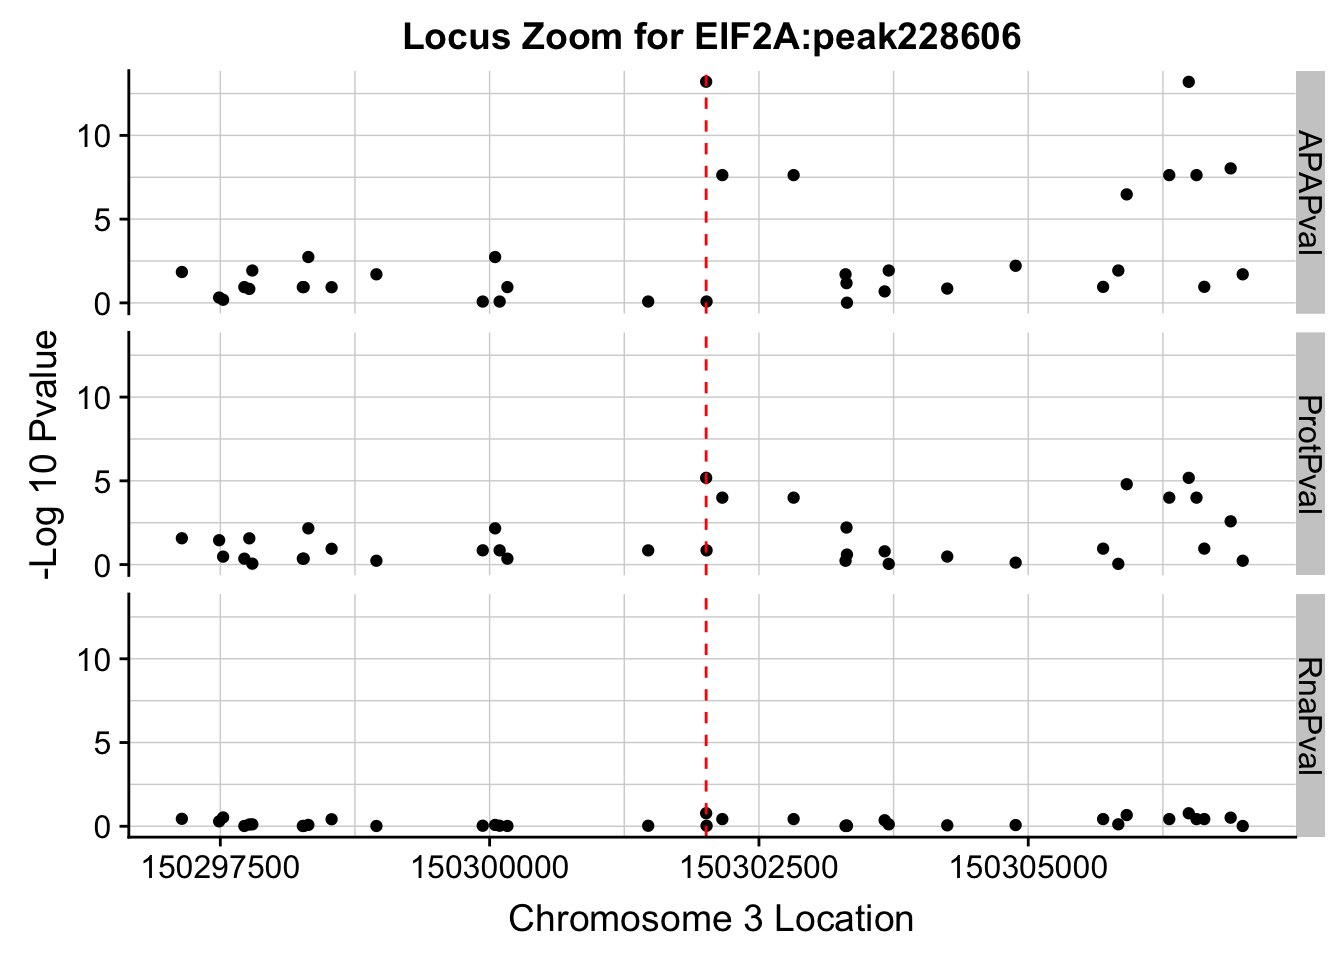 Locus Zoom for EIF2A:peak228606
10
5
0
APAPval
10
5
0
ProtPval
10
5
0
RnaPval
-Log 10 Pvalue
150297500 150300000 150302500 150305000
Chromosome 3 Location